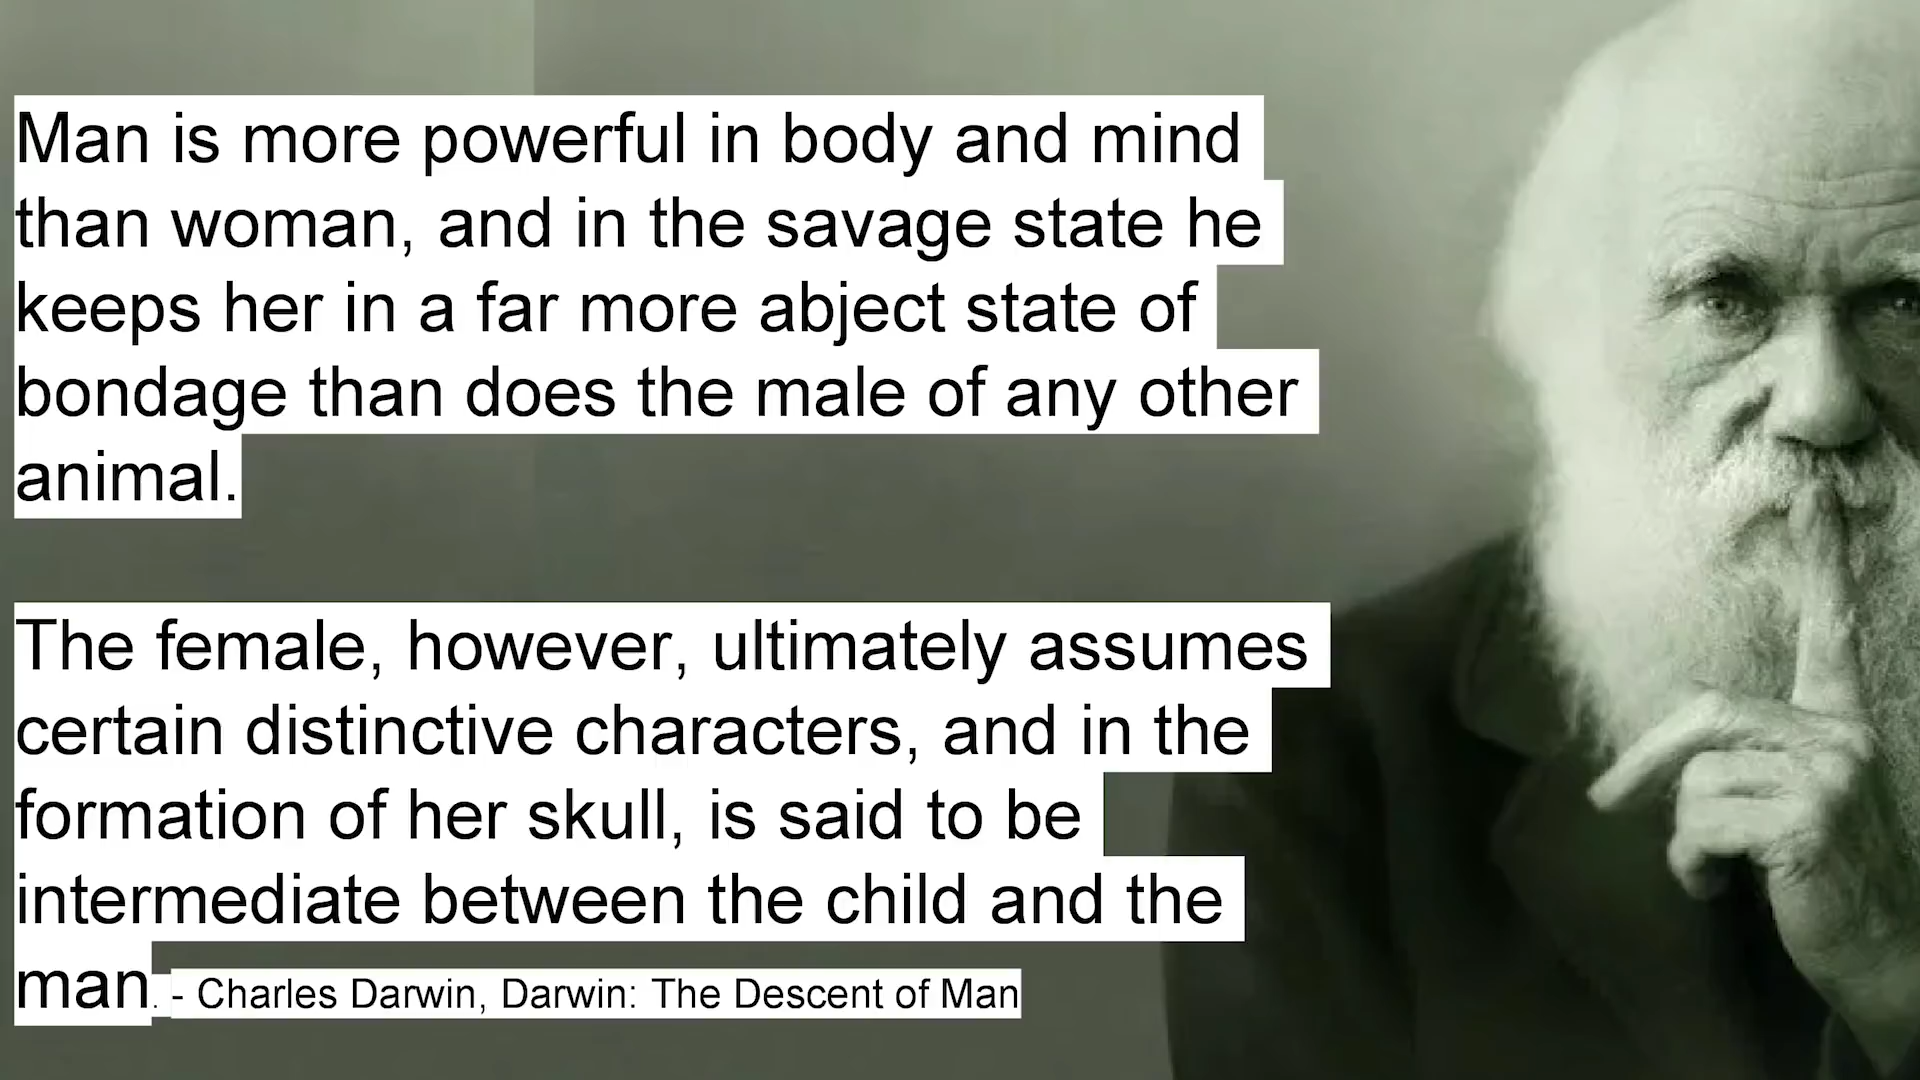 Man is more powerful in body and mind
than woman, and in the savage state he
keeps her in a far more abject state of
bondage than does the male of any other
animal.
The female, however, ultimately assumes
certain distinctive characters, and in the
formation of her skull, is said to be
intermediate between the child and the
man. - Charles Darwin, Darwin: The Descent of Man